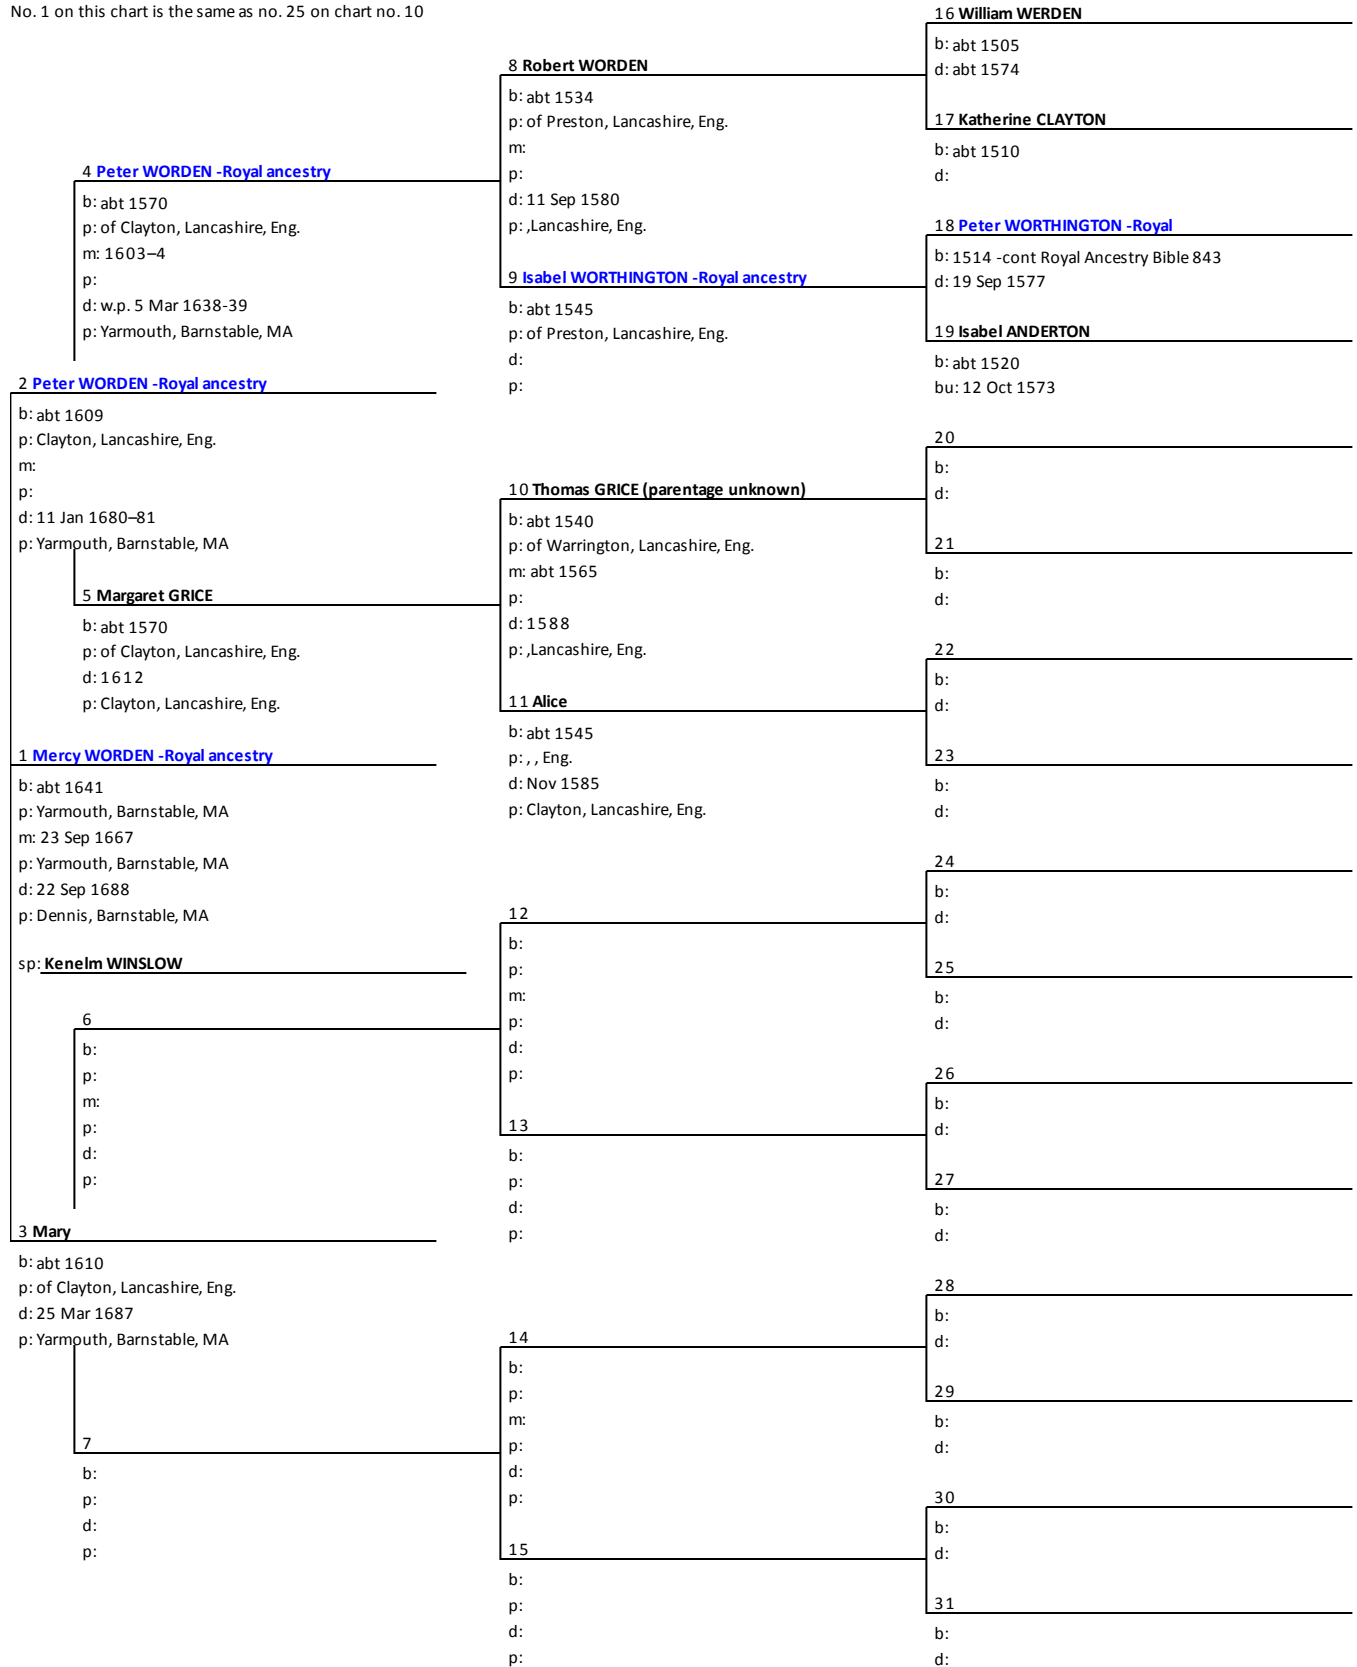 No. 1 on this chart is the same as no. 25 on chart no. 10
16 William WERDEN
b: abt 1505
d: abt 1574
8 Robert WORDEN
b: abt 1534
p: of Preston, Lancashire, Eng.
m:
p:
d: 11 Sep 1580
p: ,Lancashire, Eng.
17 Katherine CLAYTON
b: abt 1510
d:
4 Peter WORDEN -Royal ancestry
b: abt 1570
p: of Clayton, Lancashire, Eng.
m: 1603–4
p:
d: w.p. 5 Mar 1638-39
p: Yarmouth, Barnstable, MA
18 Peter WORTHINGTON -Royal
b: 1514 -cont Royal Ancestry Bible 843
d: 19 Sep 1577
9 Isabel WORTHINGTON -Royal ancestry
b: abt 1545
p: of Preston, Lancashire, Eng.
d:
p:
19 Isabel ANDERTON
b: abt 1520
bu: 12 Oct 1573
2 Peter WORDEN -Royal ancestry
b: abt 1609
p: Clayton, Lancashire, Eng.
m:
p:
d: 11 Jan 1680–81
p: Yarmouth, Barnstable, MA
20
b:
d:
10 Thomas GRICE (parentage unknown)
b: abt 1540
p: of Warrington, Lancashire, Eng.
m: abt 1565
p:
d: 1588
p: ,Lancashire, Eng.
21
b:
d:
5 Margaret GRICE
b: abt 1570
p: of Clayton, Lancashire, Eng.
d: 1612
p: Clayton, Lancashire, Eng.
22
b:
d:
11 Alice
b: abt 1545
p: , , Eng.
d: Nov 1585
p: Clayton, Lancashire, Eng.
23
b:
d:
1 Mercy WORDEN -Royal ancestry
b: abt 1641
p: Yarmouth, Barnstable, MA
m: 23 Sep 1667
p: Yarmouth, Barnstable, MA
d: 22 Sep 1688
p: Dennis, Barnstable, MA
sp: Kenelm WINSLOW
24
b:
d:
12
b:
p:
m:
p:
d:
p:
25
b:
d:
6
b:
p:
m:
p:
d:
p:
26
b:
d:
13
b:
p:
d:
p:
27
b:
d:
3 Mary
b: abt 1610
p: of Clayton, Lancashire, Eng.
d: 25 Mar 1687
p: Yarmouth, Barnstable, MA
28
b:
d:
14
b:
p:
m:
p:
d:
p:
29
b:
d:
7
b:
p:
d:
p:
30
b:
d:
15
b:
p:
d:
p:
31
b:
d: